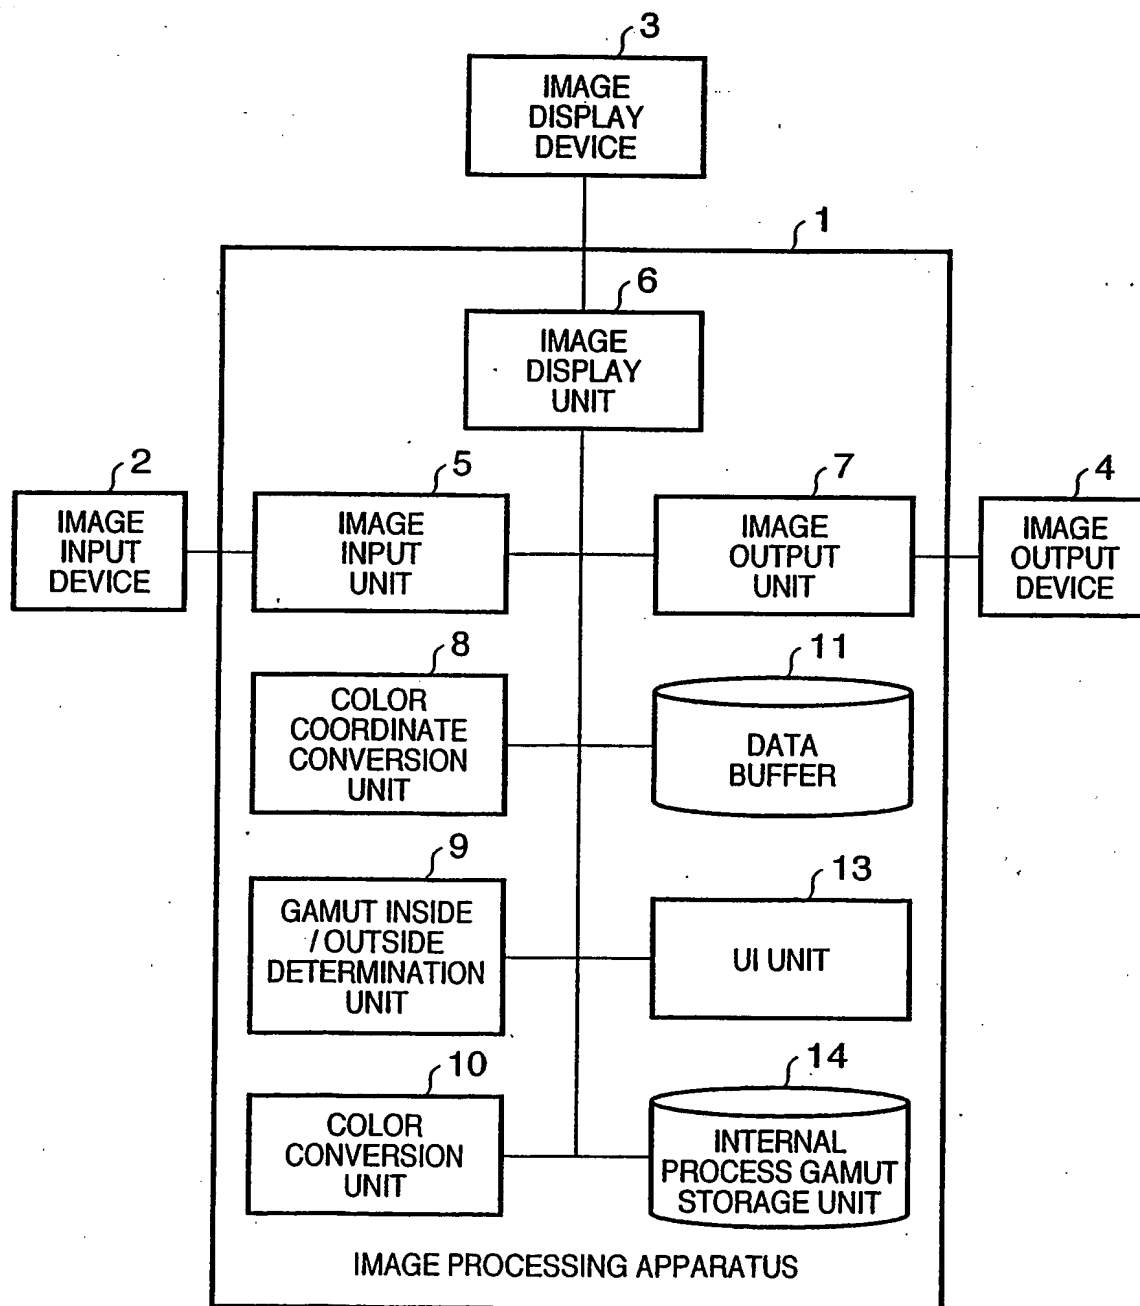 3
IMAGE
DISPLAY
DEVICE
1
6
IMAGE
DISPLAY
UNIT
2
IMAGE
INPUT
DEVICE
5
IMAGE
INPUT
UNIT
7
IMAGE
OUTPUT
UNIT
4
IMAGE
OUTPUT
DEVICE
8
COLOR
COORDINATE
CONVERSION
UNIT
11
DATA
BUFFER
9
GAMUT INSIDE
/ OUTSIDE
DETERMINATION
UNIT
13
UI UNIT
10
COLOR
CONVERSION
UNIT
14
INTERNAL
PROCESS GAMUT
STORAGE UNIT
IMAGE PROCESSING APPARATUS